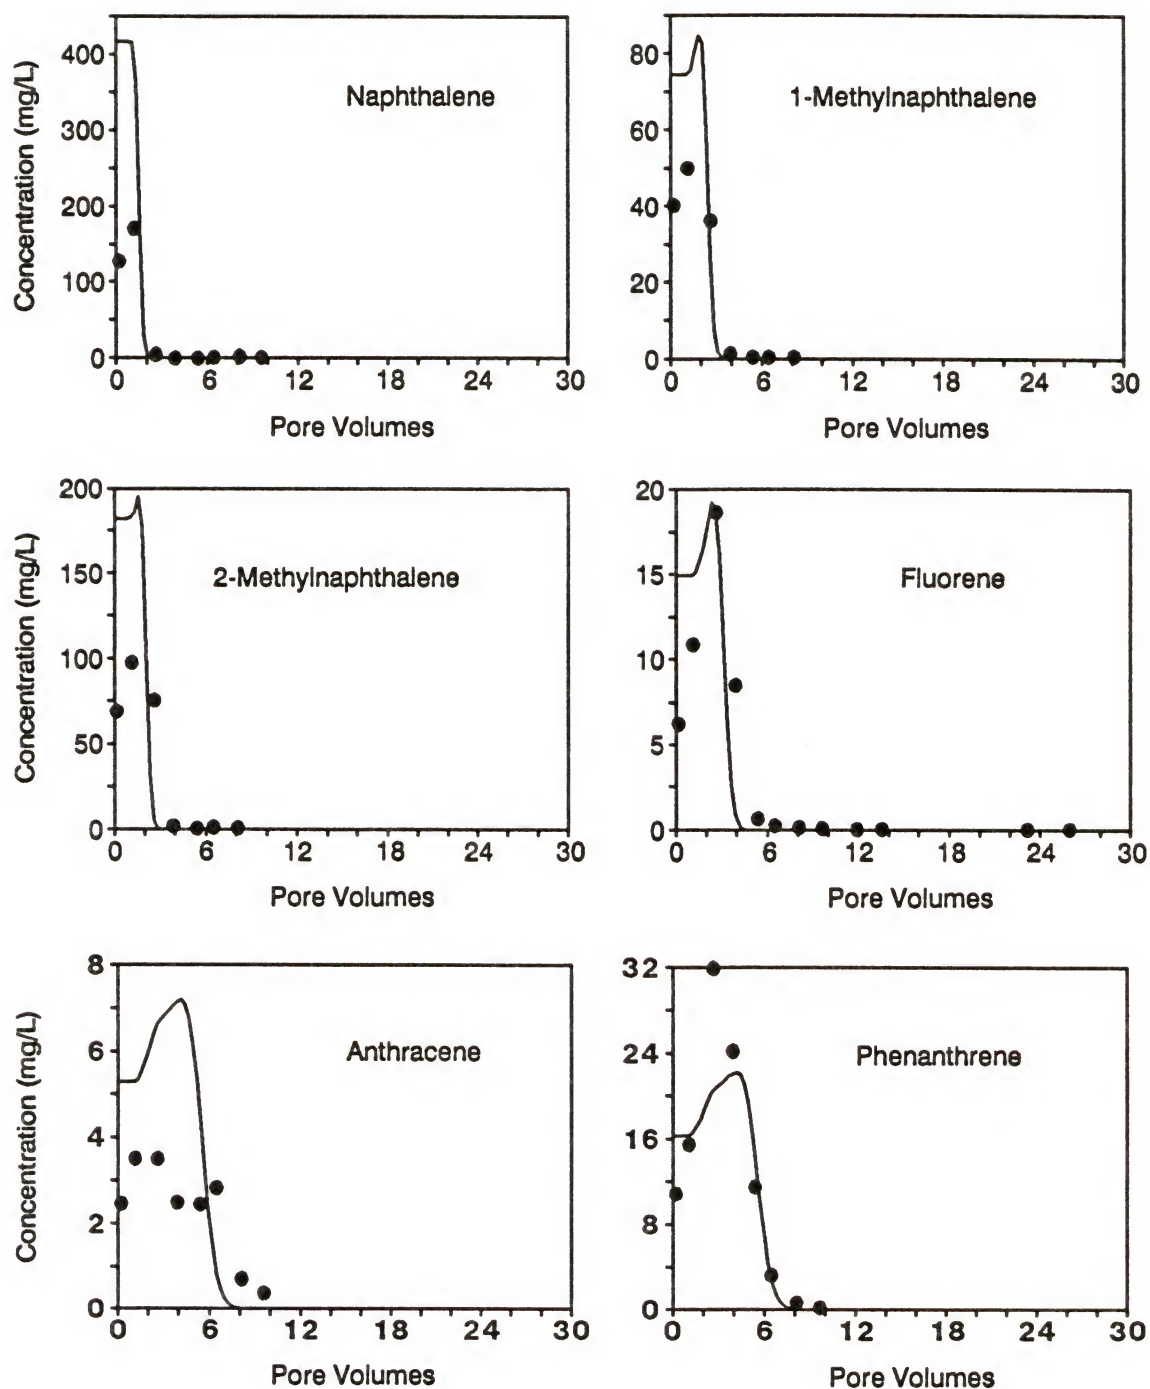 Naphthalene
Concentration (mg/L)
400
300
200
100
0
0 6 12 18 24 30
Pore Volumes
1-Methylnaphthalene
80
60
40
20
0
0 6 12 18 24 30
Pore Volumes
2-Methylnaphthalene
Concentration (mg/L)
200
150
100
50
0
0 6 12 18 24 30
Pore Volumes
Fluorene
20
15
10
5
0
0 6 12 18 24 30
Pore Volumes
Anthracene
Concentration (mg/L)
8
6
4
2
0
0 6 12 18 24 30
Pore Volumes
Phenanthrene
32
24
16
8
0
0 6 12 18 24 30
Pore Volumes